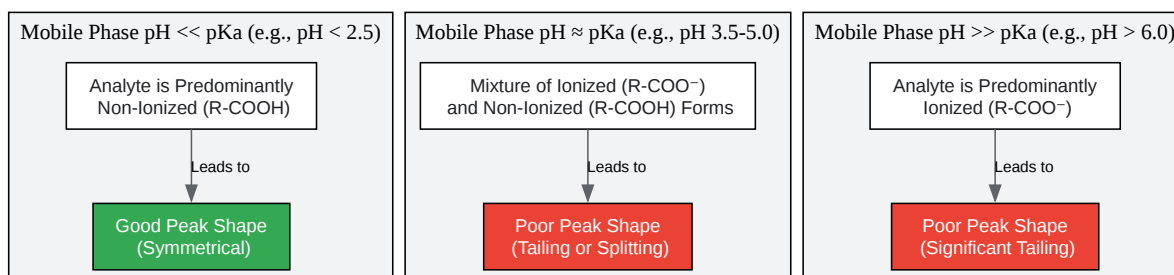 Mobile Phase pH << pKa (e.g., pH < 2.5)
Analyte is Predominantly
Non-Ionized (R-COOH)
Leads to
Good Peak Shape
(Symmetrical)
Mobile Phase pH ≈ pKa (e.g., pH 3.5-5.0)
Mixture of Ionized (R-COO⁻)
and Non-Ionized (R-COOH) Forms
Leads to
Poor Peak Shape
(Tailing or Splitting)
Mobile Phase pH >> pKa (e.g., pH > 6.0)
Analyte is Predominantly
Ionized (R-COO⁻)
Leads to
Poor Peak Shape
(Significant Tailing)